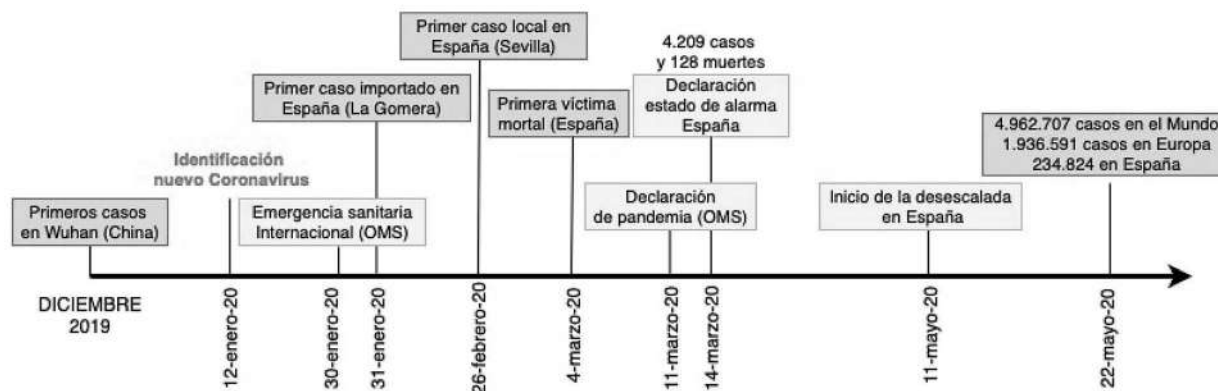 Primer caso local en
España (Sevilla)
4.209 casos
y 128 muertes
Primer caso importado en
España (La Gomera)
Primera víctima
mortal (España)
Declaración
estado de alarma
España
4.962.707 casos en el Mundo
1.936.591 casos en Europa
234.824 en España
Identificación
nuevo Coronavirus
Primeros casos
en Wuhan (China)
Emergencia sanitaria
Internacional (OMS)
Declaración
de pandemia (OMS)
Inicio de la desescalada
en España
DICIEMBRE
2019
12-enero-20
30-enero-20
31-enero-20
26-febrero-20
4-marzo-20
11-marzo-20
14-marzo-20
11-mayo-20
22-mayo-20